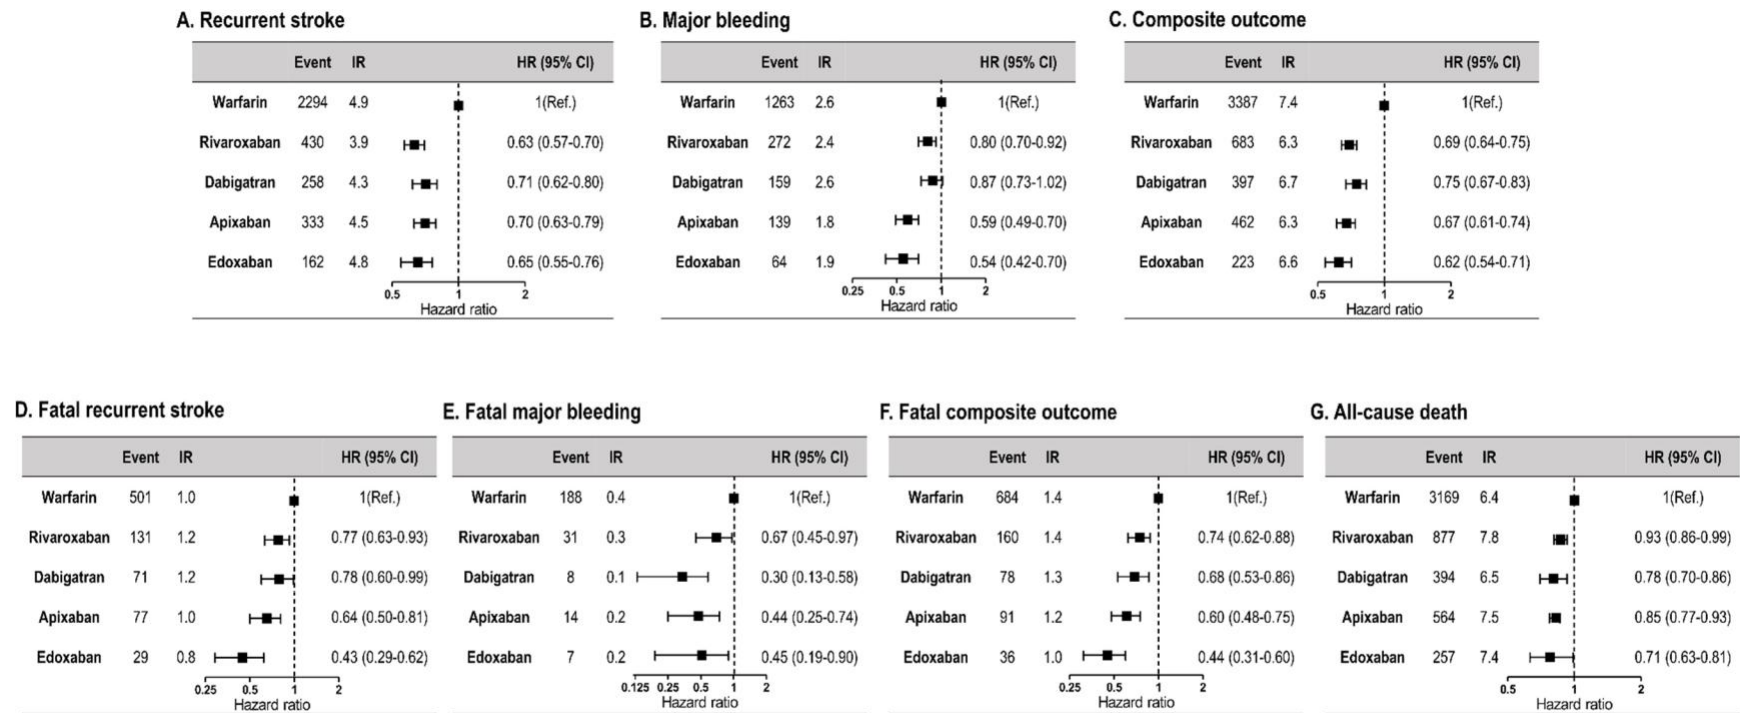 A. Recurrent stroke
Event IR HR (95% CI)
Warfarin 2294 4.9 1(Ref.)
Rivaroxaban 430 3.9 0.63 (0.57-0.70)
Dabigatran 258 4.3 0.71 (0.62-0.80)
Apixaban 333 4.5 0.70 (0.63-0.79)
Edoxaban 162 4.8 0.65 (0.55-0.76)
0.5 1 2
Hazard ratio
B. Major bleeding
Event IR HR (95% CI)
Warfarin 1263 2.6 1(Ref.)
Rivaroxaban 272 2.4 0.80 (0.70-0.92)
Dabigatran 159 2.6 0.87 (0.73-1.02)
Apixaban 139 1.8 0.59 (0.49-0.70)
Edoxaban 64 1.9 0.54 (0.42-0.70)
0.25 0.5 1 2
Hazard ratio
C. Composite outcome
Event IR HR (95% CI)
Warfarin 3387 7.4 1(Ref.)
Rivaroxaban 683 6.3 0.69 (0.64-0.75)
Dabigatran 397 6.7 0.75 (0.67-0.83)
Apixaban 462 6.3 0.67 (0.61-0.74)
Edoxaban 223 6.6 0.62 (0.54-0.71)
0.5 1 2
Hazard ratio
D. Fatal recurrent stroke
Event IR HR (95% CI)
Warfarin 501 1.0 1(Ref.)
Rivaroxaban 131 1.2 0.77 (0.63-0.93)
Dabigatran 71 1.2 0.78 (0.60-0.99)
Apixaban 77 1.0 0.64 (0.50-0.81)
Edoxaban 29 0.8 0.43 (0.29-0.62)
0.25 0.5 1 2
Hazard ratio
E. Fatal major bleeding
Event IR HR (95% CI)
Warfarin 188 0.4 1(Ref.)
Rivaroxaban 31 0.3 0.67 (0.45-0.97)
Dabigatran 8 0.1 0.30 (0.13-0.58)
Apixaban 14 0.2 0.44 (0.25-0.74)
Edoxaban 7 0.2 0.45 (0.19-0.90)
0.125 0.25 0.5 1 2
Hazard ratio
F. Fatal composite outcome
Event IR HR (95% CI)
Warfarin 684 1.4 1(Ref.)
Rivaroxaban 160 1.4 0.74 (0.62-0.88)
Dabigatran 78 1.3 0.68 (0.53-0.86)
Apixaban 91 1.2 0.60 (0.48-0.75)
Edoxaban 36 1.0 0.44 (0.31-0.60)
0.25 0.5 1 2
Hazard ratio
G. All-cause death
Event IR HR (95% CI)
Warfarin 3169 6.4 1(Ref.)
Rivaroxaban 877 7.8 0.93 (0.86-0.99)
Dabigatran 394 6.5 0.78 (0.70-0.86)
Apixaban 564 7.5 0.85 (0.77-0.93)
Edoxaban 257 7.4 0.71 (0.63-0.81)
0.5 1 2
Hazard ratio